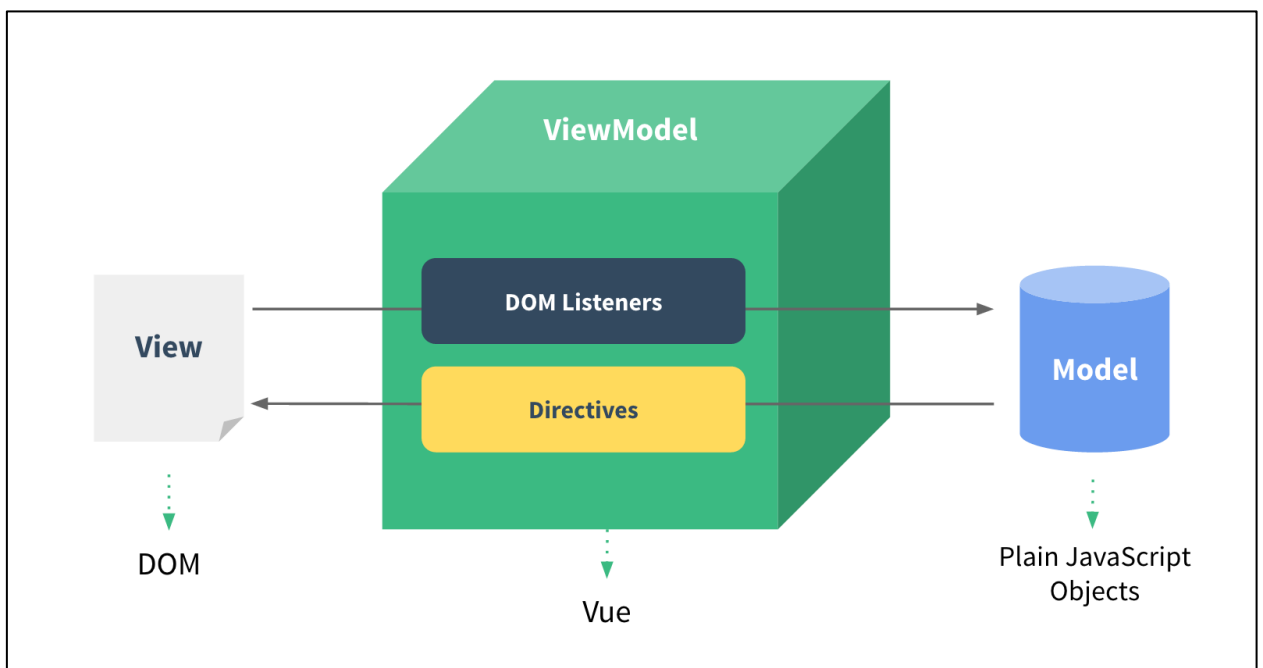 ViewModel
DOM Listeners
View
Model
Directives
DOM
Plain JavaScript
Objects
Vue